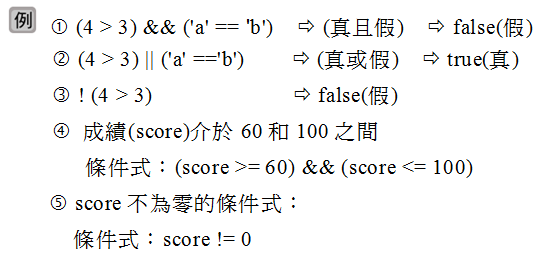 例 ① (4 > 3) && ('a' == 'b') ⇨ (真且假) ⇨ false(假)
② (4 > 3) || ('a' =='b') ⇨ (真或假) ⇨ true(真)
③ ! (4 > 3) ⇨ false(假)
④ 成績(score)介於 60 和 100 之間
條件式：(score >= 60) && (score <= 100)
⑤ score 不為零的條件式：
條件式：score != 0